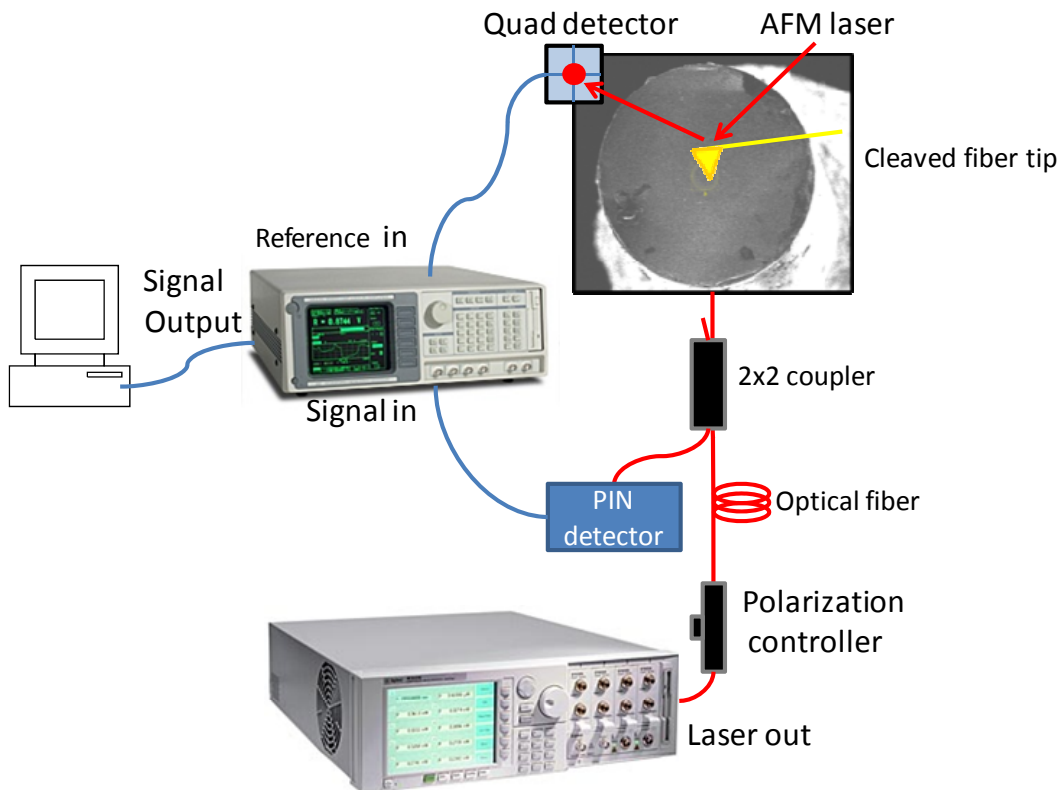 Quad detector
AFM laser
Cleaved fiber tip
Reference in
Signal
Output
Signal in
2x2 coupler
PIN
detector
Optical fiber
Polarization
controller
Laser out